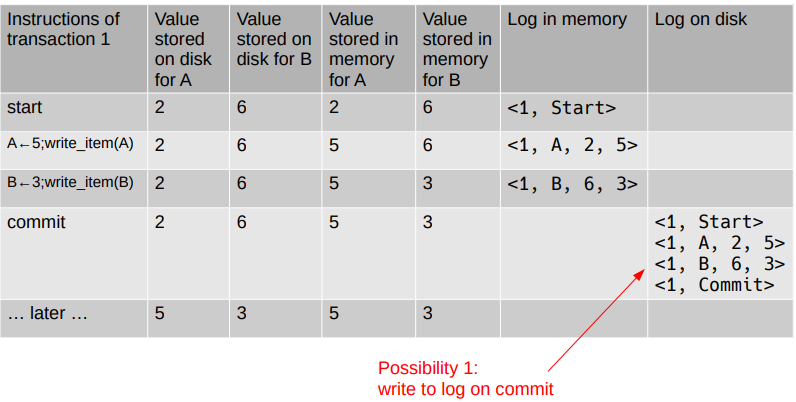 Instructions of transaction 1 | Value stored on disk for A | Value stored on disk for B | Value stored in memory for A | Value stored in memory for B | Log in memory | Log on disk
start | 2 | 6 | 2 | 6 | <1, Start> |
A←5;write_item(A) | 2 | 6 | 5 | 6 | <1, A, 2, 5> |
B←3;write_item(B) | 2 | 6 | 5 | 3 | <1, B, 6, 3> |
commit | 2 | 6 | 5 | 3 | | <1, Start>
<1, A, 2, 5>
<1, B, 6, 3>
<1, Commit>
… later … | 5 | 3 | 5 | 3 | |
Possibility 1:
write to log on commit